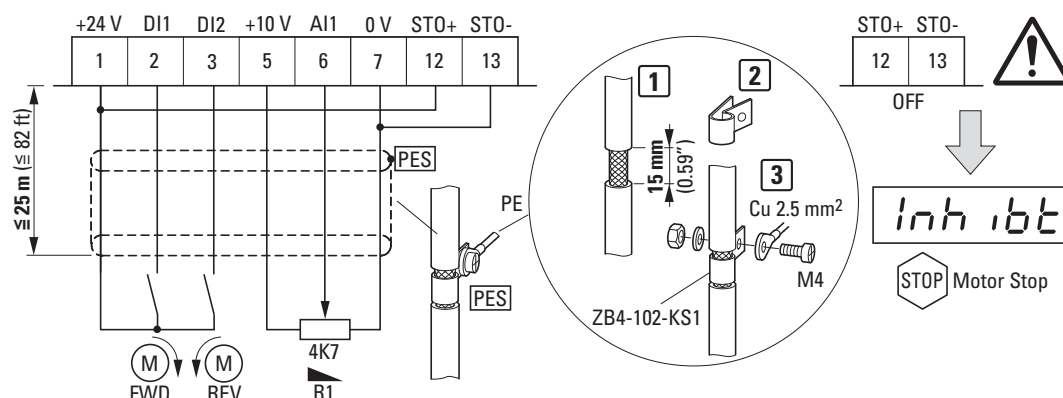 +24 V DI1 DI2 +10 V AI1 0 V STO+ STO-
1 2 3 5 6 7 12 13
≦ 25 m (≦ 82 ft)
PES
PE
PES
4K7
R1
M M
FWD REV
1
2
15 mm
(0.59″)
3
Cu 2.5 mm²
M4
ZB4-102-KS1
STO+ STO-
12 13
OFF
Inhibt
STOP Motor Stop